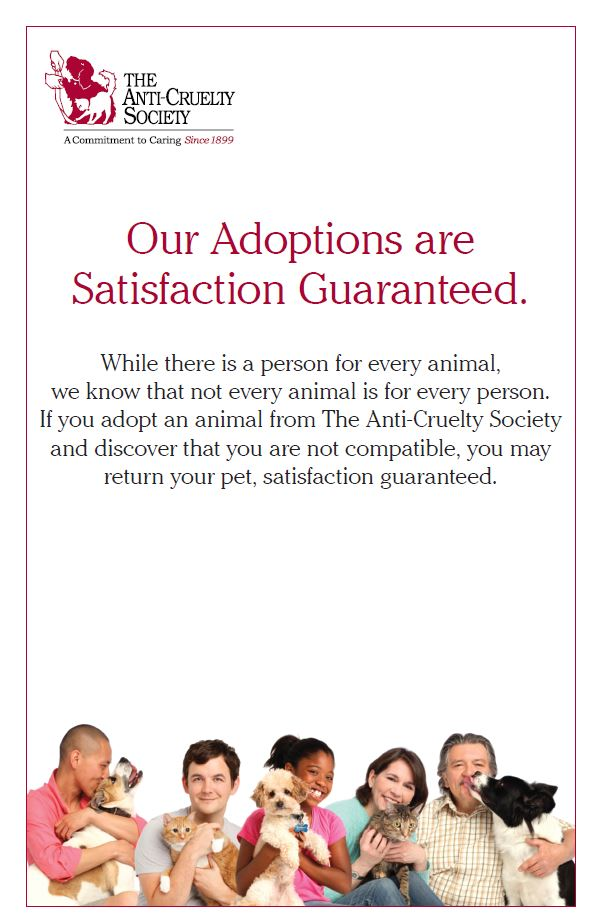 THE
ANTI-CRUELTY
SOCIETY
A Commitment to Caring Since 1899
Our Adoptions are
Satisfaction Guaranteed.
While there is a person for every animal,
we know that not every animal is for every person.
If you adopt an animal from The Anti-Cruelty Society
and discover that you are not compatible, you may
return your pet, satisfaction guaranteed.